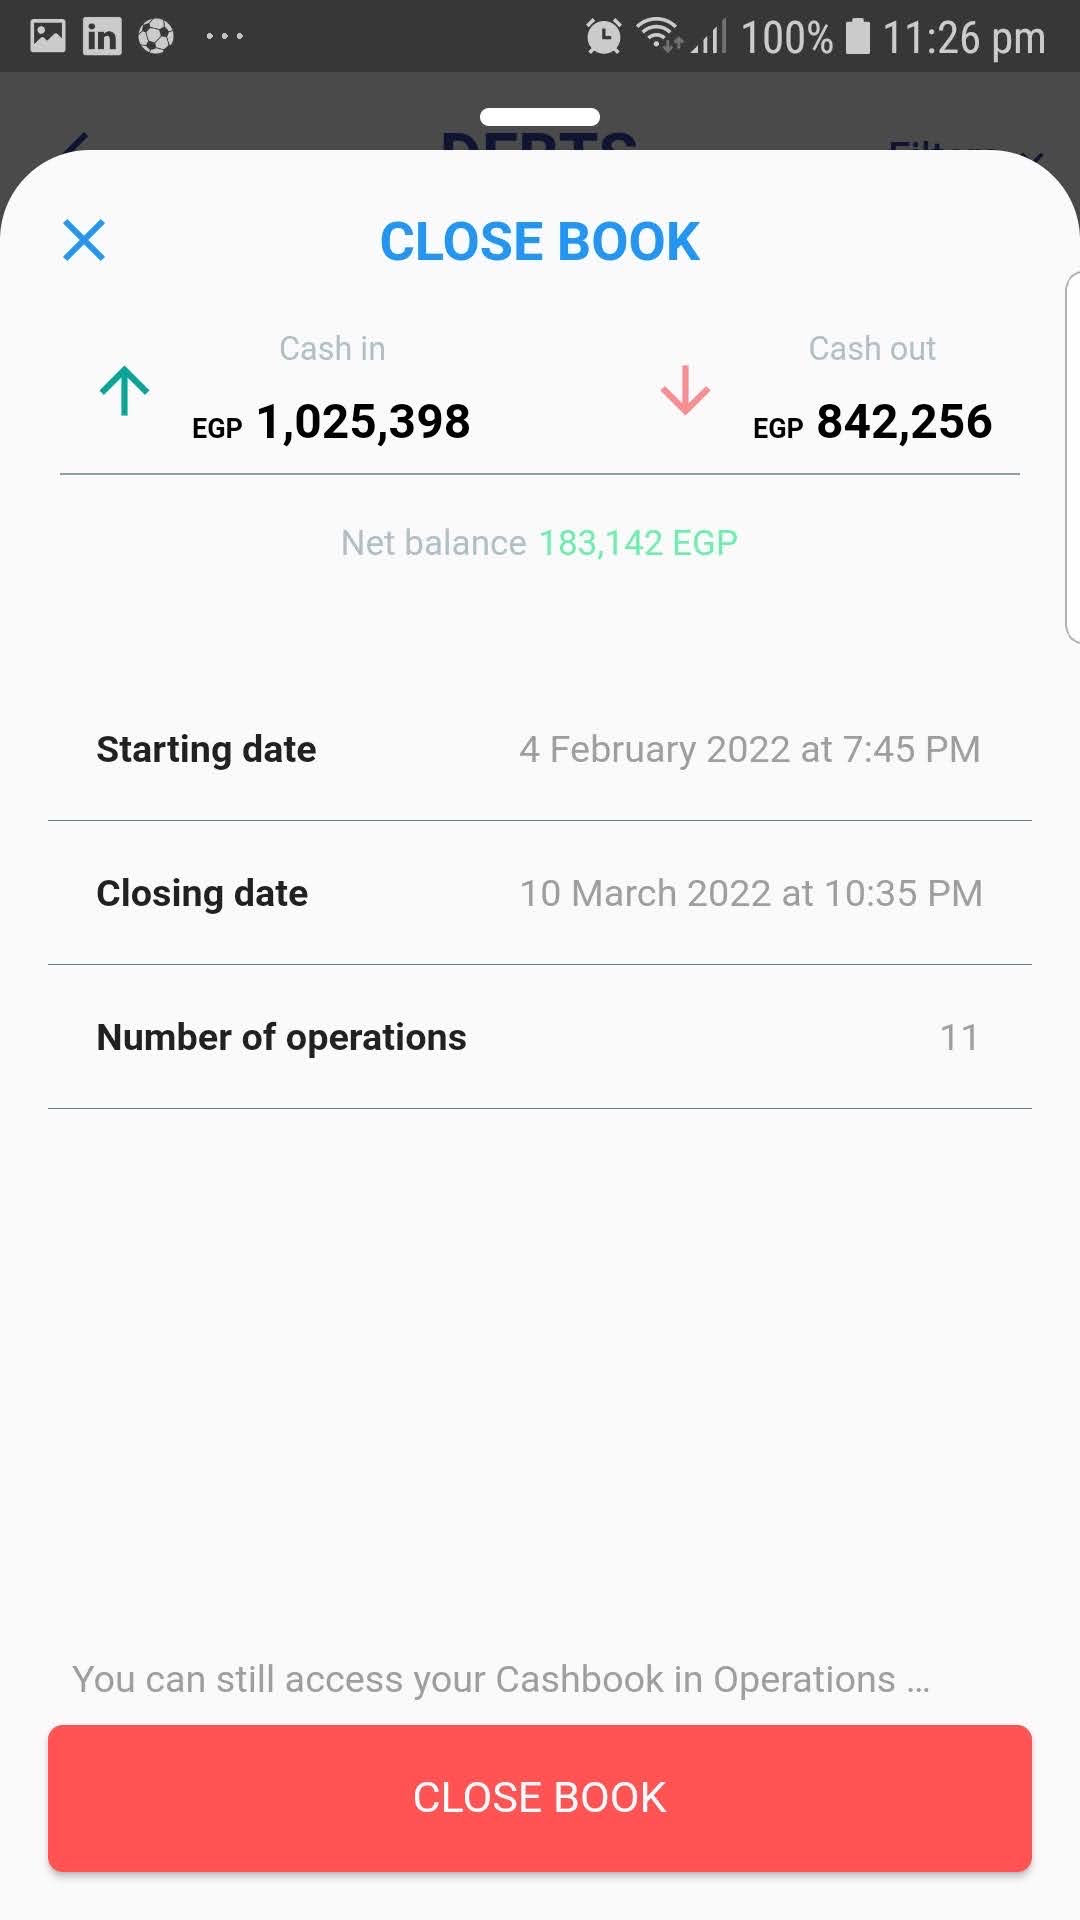 100% 11:26 pm
DEBTS Filters
CLOSE BOOK
Cash in Cash out
EGP 1,025,398 EGP 842,256
Net balance 183,142 EGP
Starting date 4 February 2022 at 7:45 PM
Closing date 10 March 2022 at 10:35 PM
Number of operations 11
You can still access your Cashbook in Operations ...
CLOSE BOOK